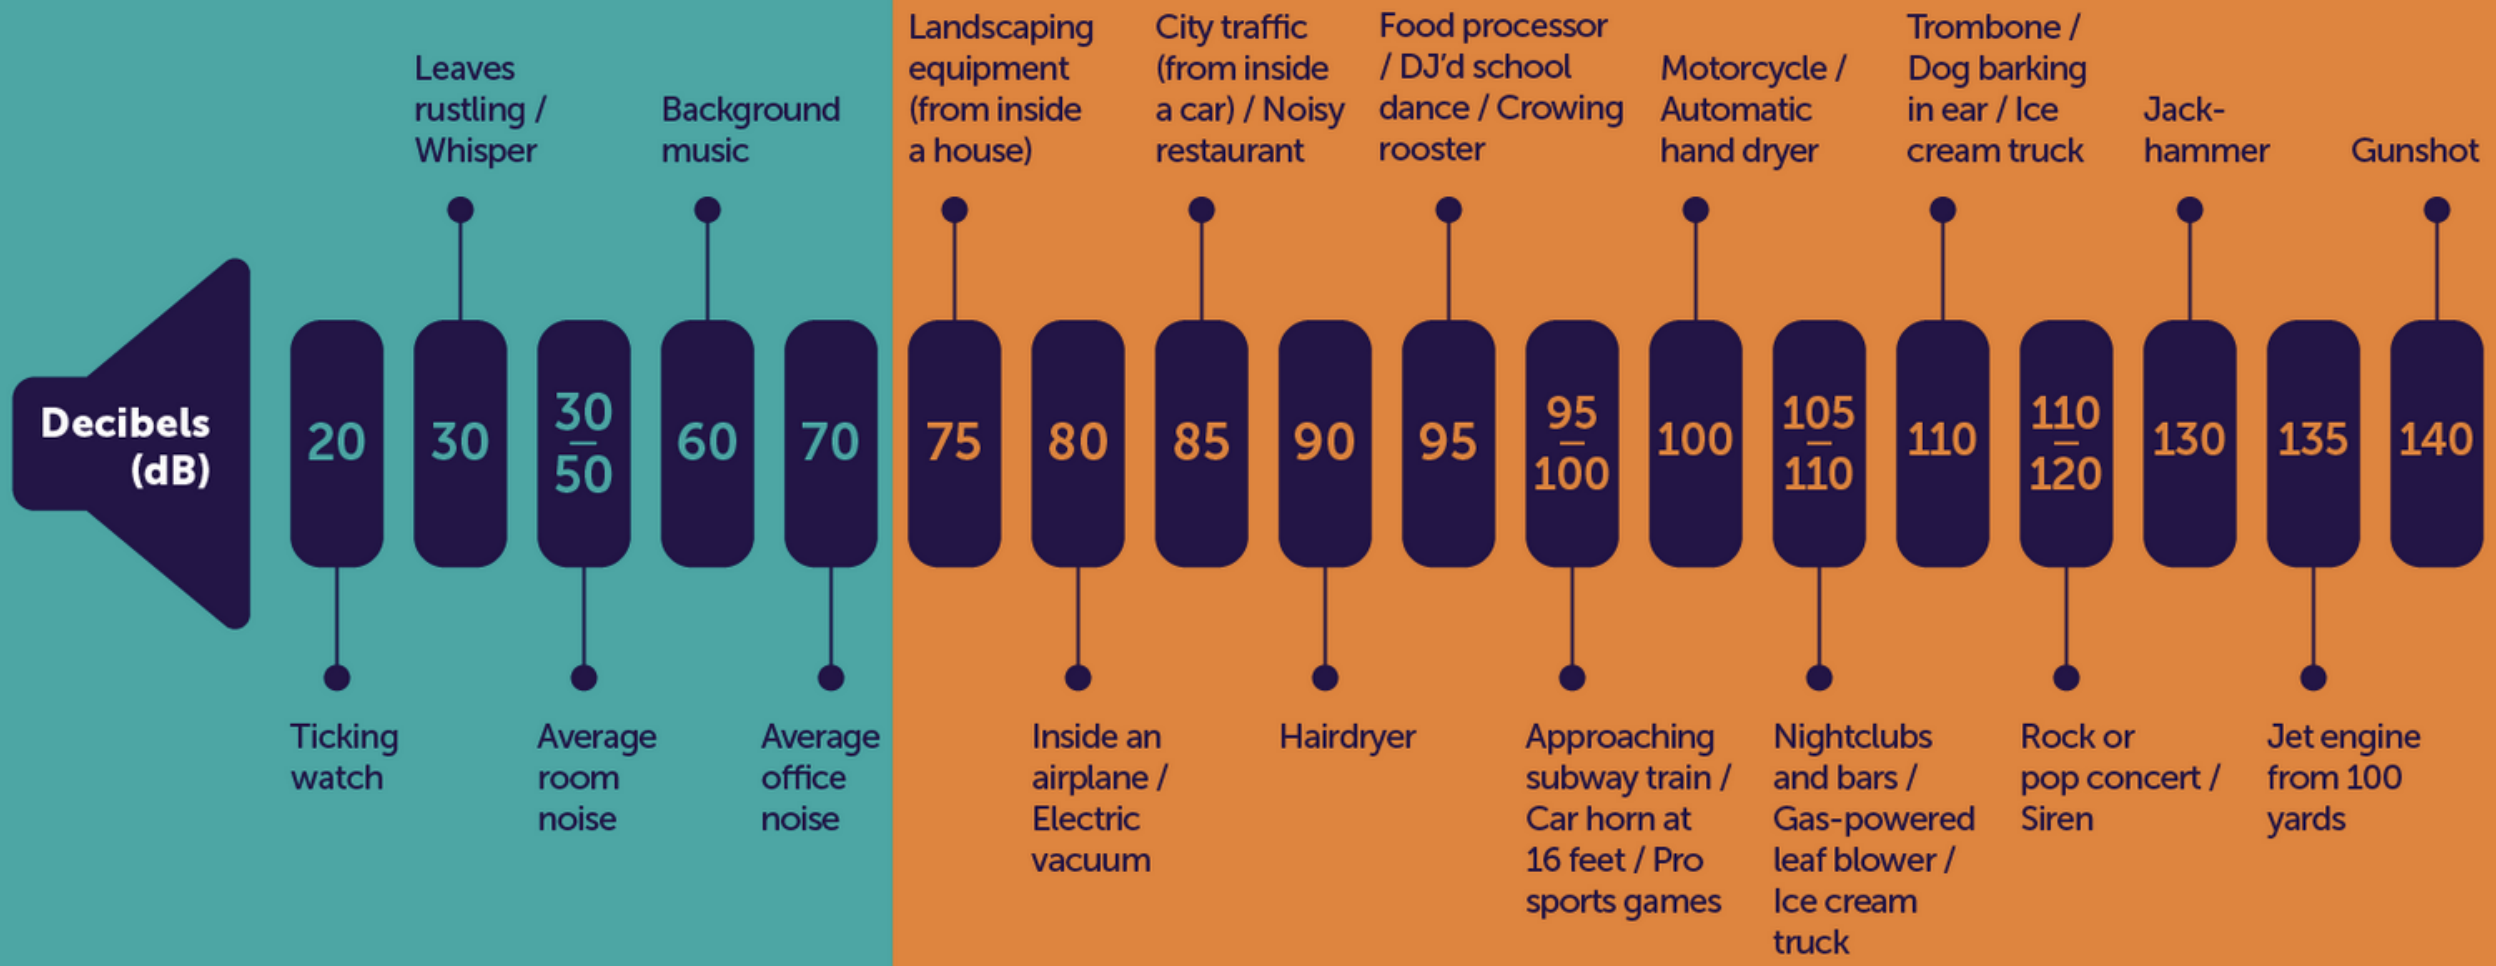 Landscaping
equipment
(from inside
a house)
City traffic
(from inside
a car) / Noisy
restaurant
Food processor
/ DJ'd school
dance / Crowing
rooster
Trombone /
Dog barking
in ear / Ice
cream truck
Leaves
rustling /
Whisper
Background
music
Motorcycle /
Automatic
hand dryer
Jack-
hammer
Gunshot
Decibels
(dB)
20
30
30
–
50
60
70
75
80
85
90
95
95
–
100
100
105
–
110
110
110
–
120
130
135
140
Ticking
watch
Average
room
noise
Average
office
noise
Inside an
airplane /
Electric
vacuum
Hairdryer
Approaching
subway train /
Car horn at
16 feet / Pro
sports games
Nightclubs
and bars /
Gas-powered
leaf blower /
Ice cream
truck
Rock or
pop concert /
Siren
Jet engine
from 100
yards